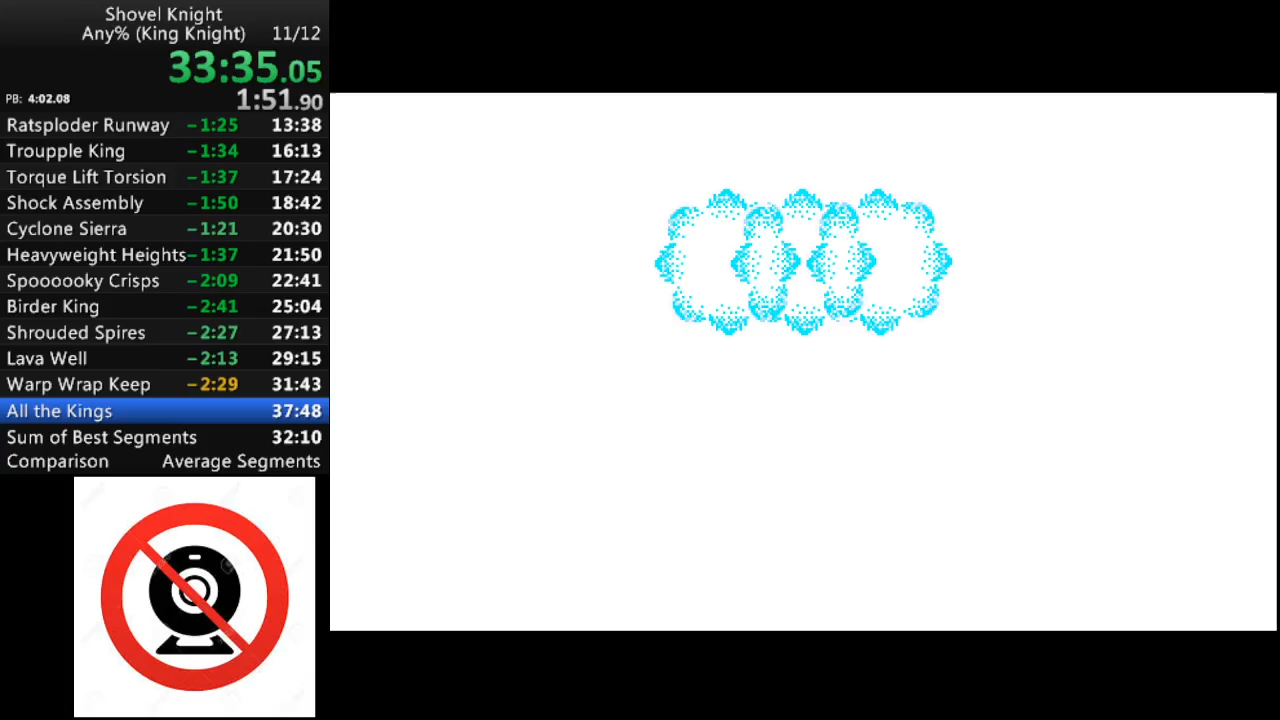 Shovel Knight
Any% (King Knight) 11/12
33:35.05
PB: 4:02.08 1:51.90
Ratsploder Runway -1:25 13:38
Troupple King -1:34 16:13
Torque Lift Torsion -1:37 17:24
Shock Assembly -1:50 18:42
Cyclone Sierra -1:21 20:30
Heavyweight Heights -1:37 21:50
Spoooooky Crisps -2:09 22:41
Birder King -2:41 25:04
Shrouded Spires -2:27 27:13
Lava Well -2:13 29:15
Warp Wrap Keep -2:29 31:43
All the Kings 37:48
Sum of Best Segments 32:10
Comparison Average Segments